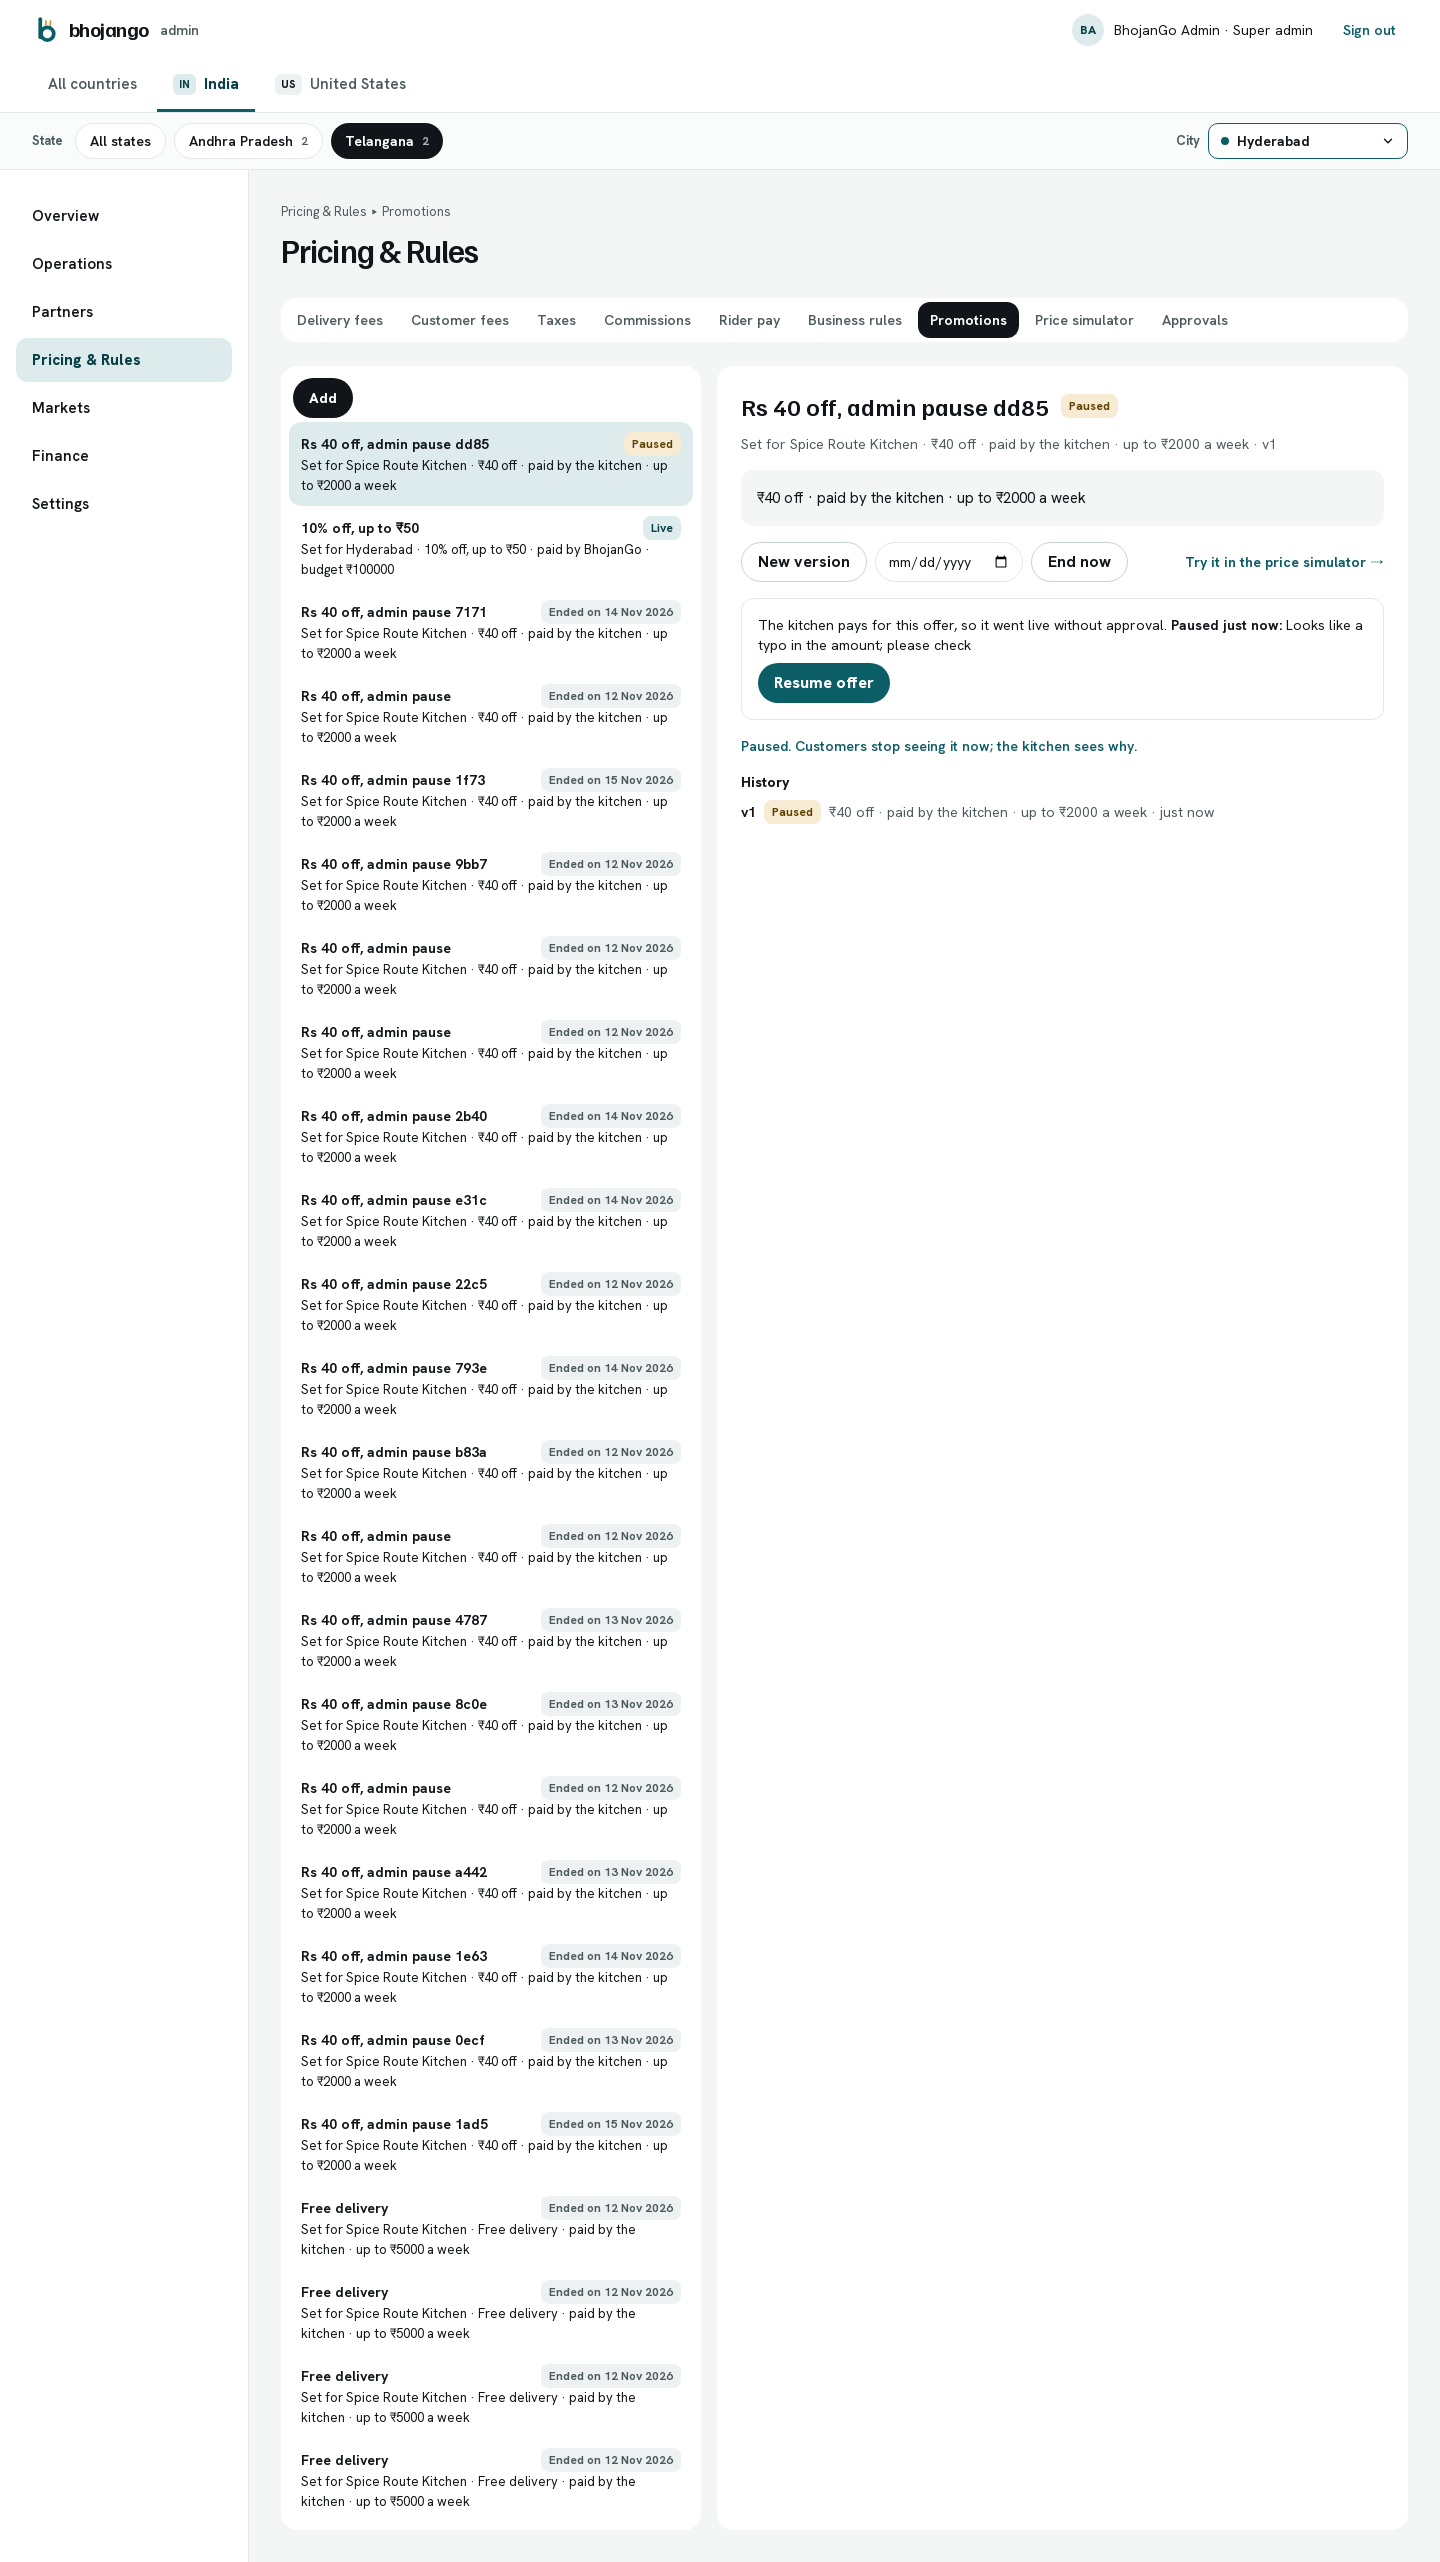 bhojango admin
BA BhojanGo Admin · Super admin Sign out
All countries IN India US United States
State All states Andhra Pradesh 2 Telangana 2 City Hyderabad
Overview
Operations
Partners
Pricing & Rules
Markets
Finance
Settings
Pricing & Rules ▸ Promotions
Pricing & Rules
Delivery fees Customer fees Taxes Commissions Rider pay Business rules Promotions Price simulator Approvals
Add
Rs 40 off, admin pause dd85 Paused
Set for Spice Route Kitchen · ₹40 off · paid by the kitchen · up
to ₹2000 a week
10% off, up to ₹50 Live
Set for Hyderabad · 10% off, up to ₹50 · paid by BhojanGo ·
budget ₹100000
Rs 40 off, admin pause 7171 Ended on 14 Nov 2026
Set for Spice Route Kitchen · ₹40 off · paid by the kitchen · up
to ₹2000 a week
Rs 40 off, admin pause Ended on 12 Nov 2026
Set for Spice Route Kitchen · ₹40 off · paid by the kitchen · up
to ₹2000 a week
Rs 40 off, admin pause 1f73 Ended on 15 Nov 2026
Set for Spice Route Kitchen · ₹40 off · paid by the kitchen · up
to ₹2000 a week
Rs 40 off, admin pause 9bb7 Ended on 12 Nov 2026
Set for Spice Route Kitchen · ₹40 off · paid by the kitchen · up
to ₹2000 a week
Rs 40 off, admin pause Ended on 12 Nov 2026
Set for Spice Route Kitchen · ₹40 off · paid by the kitchen · up
to ₹2000 a week
Rs 40 off, admin pause Ended on 12 Nov 2026
Set for Spice Route Kitchen · ₹40 off · paid by the kitchen · up
to ₹2000 a week
Rs 40 off, admin pause 2b40 Ended on 14 Nov 2026
Set for Spice Route Kitchen · ₹40 off · paid by the kitchen · up
to ₹2000 a week
Rs 40 off, admin pause e31c Ended on 14 Nov 2026
Set for Spice Route Kitchen · ₹40 off · paid by the kitchen · up
to ₹2000 a week
Rs 40 off, admin pause 22c5 Ended on 12 Nov 2026
Set for Spice Route Kitchen · ₹40 off · paid by the kitchen · up
to ₹2000 a week
Rs 40 off, admin pause 793e Ended on 14 Nov 2026
Set for Spice Route Kitchen · ₹40 off · paid by the kitchen · up
to ₹2000 a week
Rs 40 off, admin pause b83a Ended on 12 Nov 2026
Set for Spice Route Kitchen · ₹40 off · paid by the kitchen · up
to ₹2000 a week
Rs 40 off, admin pause Ended on 12 Nov 2026
Set for Spice Route Kitchen · ₹40 off · paid by the kitchen · up
to ₹2000 a week
Rs 40 off, admin pause 4787 Ended on 13 Nov 2026
Set for Spice Route Kitchen · ₹40 off · paid by the kitchen · up
to ₹2000 a week
Rs 40 off, admin pause 8c0e Ended on 13 Nov 2026
Set for Spice Route Kitchen · ₹40 off · paid by the kitchen · up
to ₹2000 a week
Rs 40 off, admin pause Ended on 12 Nov 2026
Set for Spice Route Kitchen · ₹40 off · paid by the kitchen · up
to ₹2000 a week
Rs 40 off, admin pause a442 Ended on 13 Nov 2026
Set for Spice Route Kitchen · ₹40 off · paid by the kitchen · up
to ₹2000 a week
Rs 40 off, admin pause 1e63 Ended on 14 Nov 2026
Set for Spice Route Kitchen · ₹40 off · paid by the kitchen · up
to ₹2000 a week
Rs 40 off, admin pause 0ecf Ended on 13 Nov 2026
Set for Spice Route Kitchen · ₹40 off · paid by the kitchen · up
to ₹2000 a week
Rs 40 off, admin pause 1ad5 Ended on 15 Nov 2026
Set for Spice Route Kitchen · ₹40 off · paid by the kitchen · up
to ₹2000 a week
Free delivery Ended on 12 Nov 2026
Set for Spice Route Kitchen · Free delivery · paid by the
kitchen · up to ₹5000 a week
Free delivery Ended on 12 Nov 2026
Set for Spice Route Kitchen · Free delivery · paid by the
kitchen · up to ₹5000 a week
Free delivery Ended on 12 Nov 2026
Set for Spice Route Kitchen · Free delivery · paid by the
kitchen · up to ₹5000 a week
Free delivery Ended on 12 Nov 2026
Set for Spice Route Kitchen · Free delivery · paid by the
kitchen · up to ₹5000 a week
Rs 40 off, admin pause dd85 Paused
Set for Spice Route Kitchen · ₹40 off · paid by the kitchen · up to ₹2000 a week · v1
₹40 off · paid by the kitchen · up to ₹2000 a week
New version mm/dd/yyyy End now Try it in the price simulator →
The kitchen pays for this offer, so it went live without approval. Paused just now: Looks like a
typo in the amount; please check
Resume offer
Paused. Customers stop seeing it now; the kitchen sees why.
History
v1 Paused ₹40 off · paid by the kitchen · up to ₹2000 a week · just now